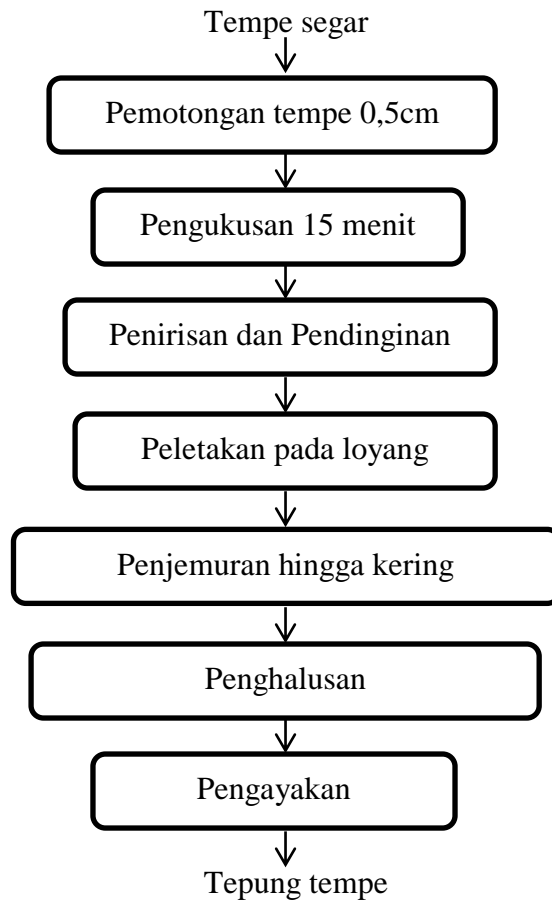 Tempe segar
Pemotongan tempe 0,5cm
Pengukusan 15 menit
Penirisan dan Pendinginan
Peletakan pada loyang
Penjemuran hingga kering
Penghalusan
Pengayakan
Tepung tempe